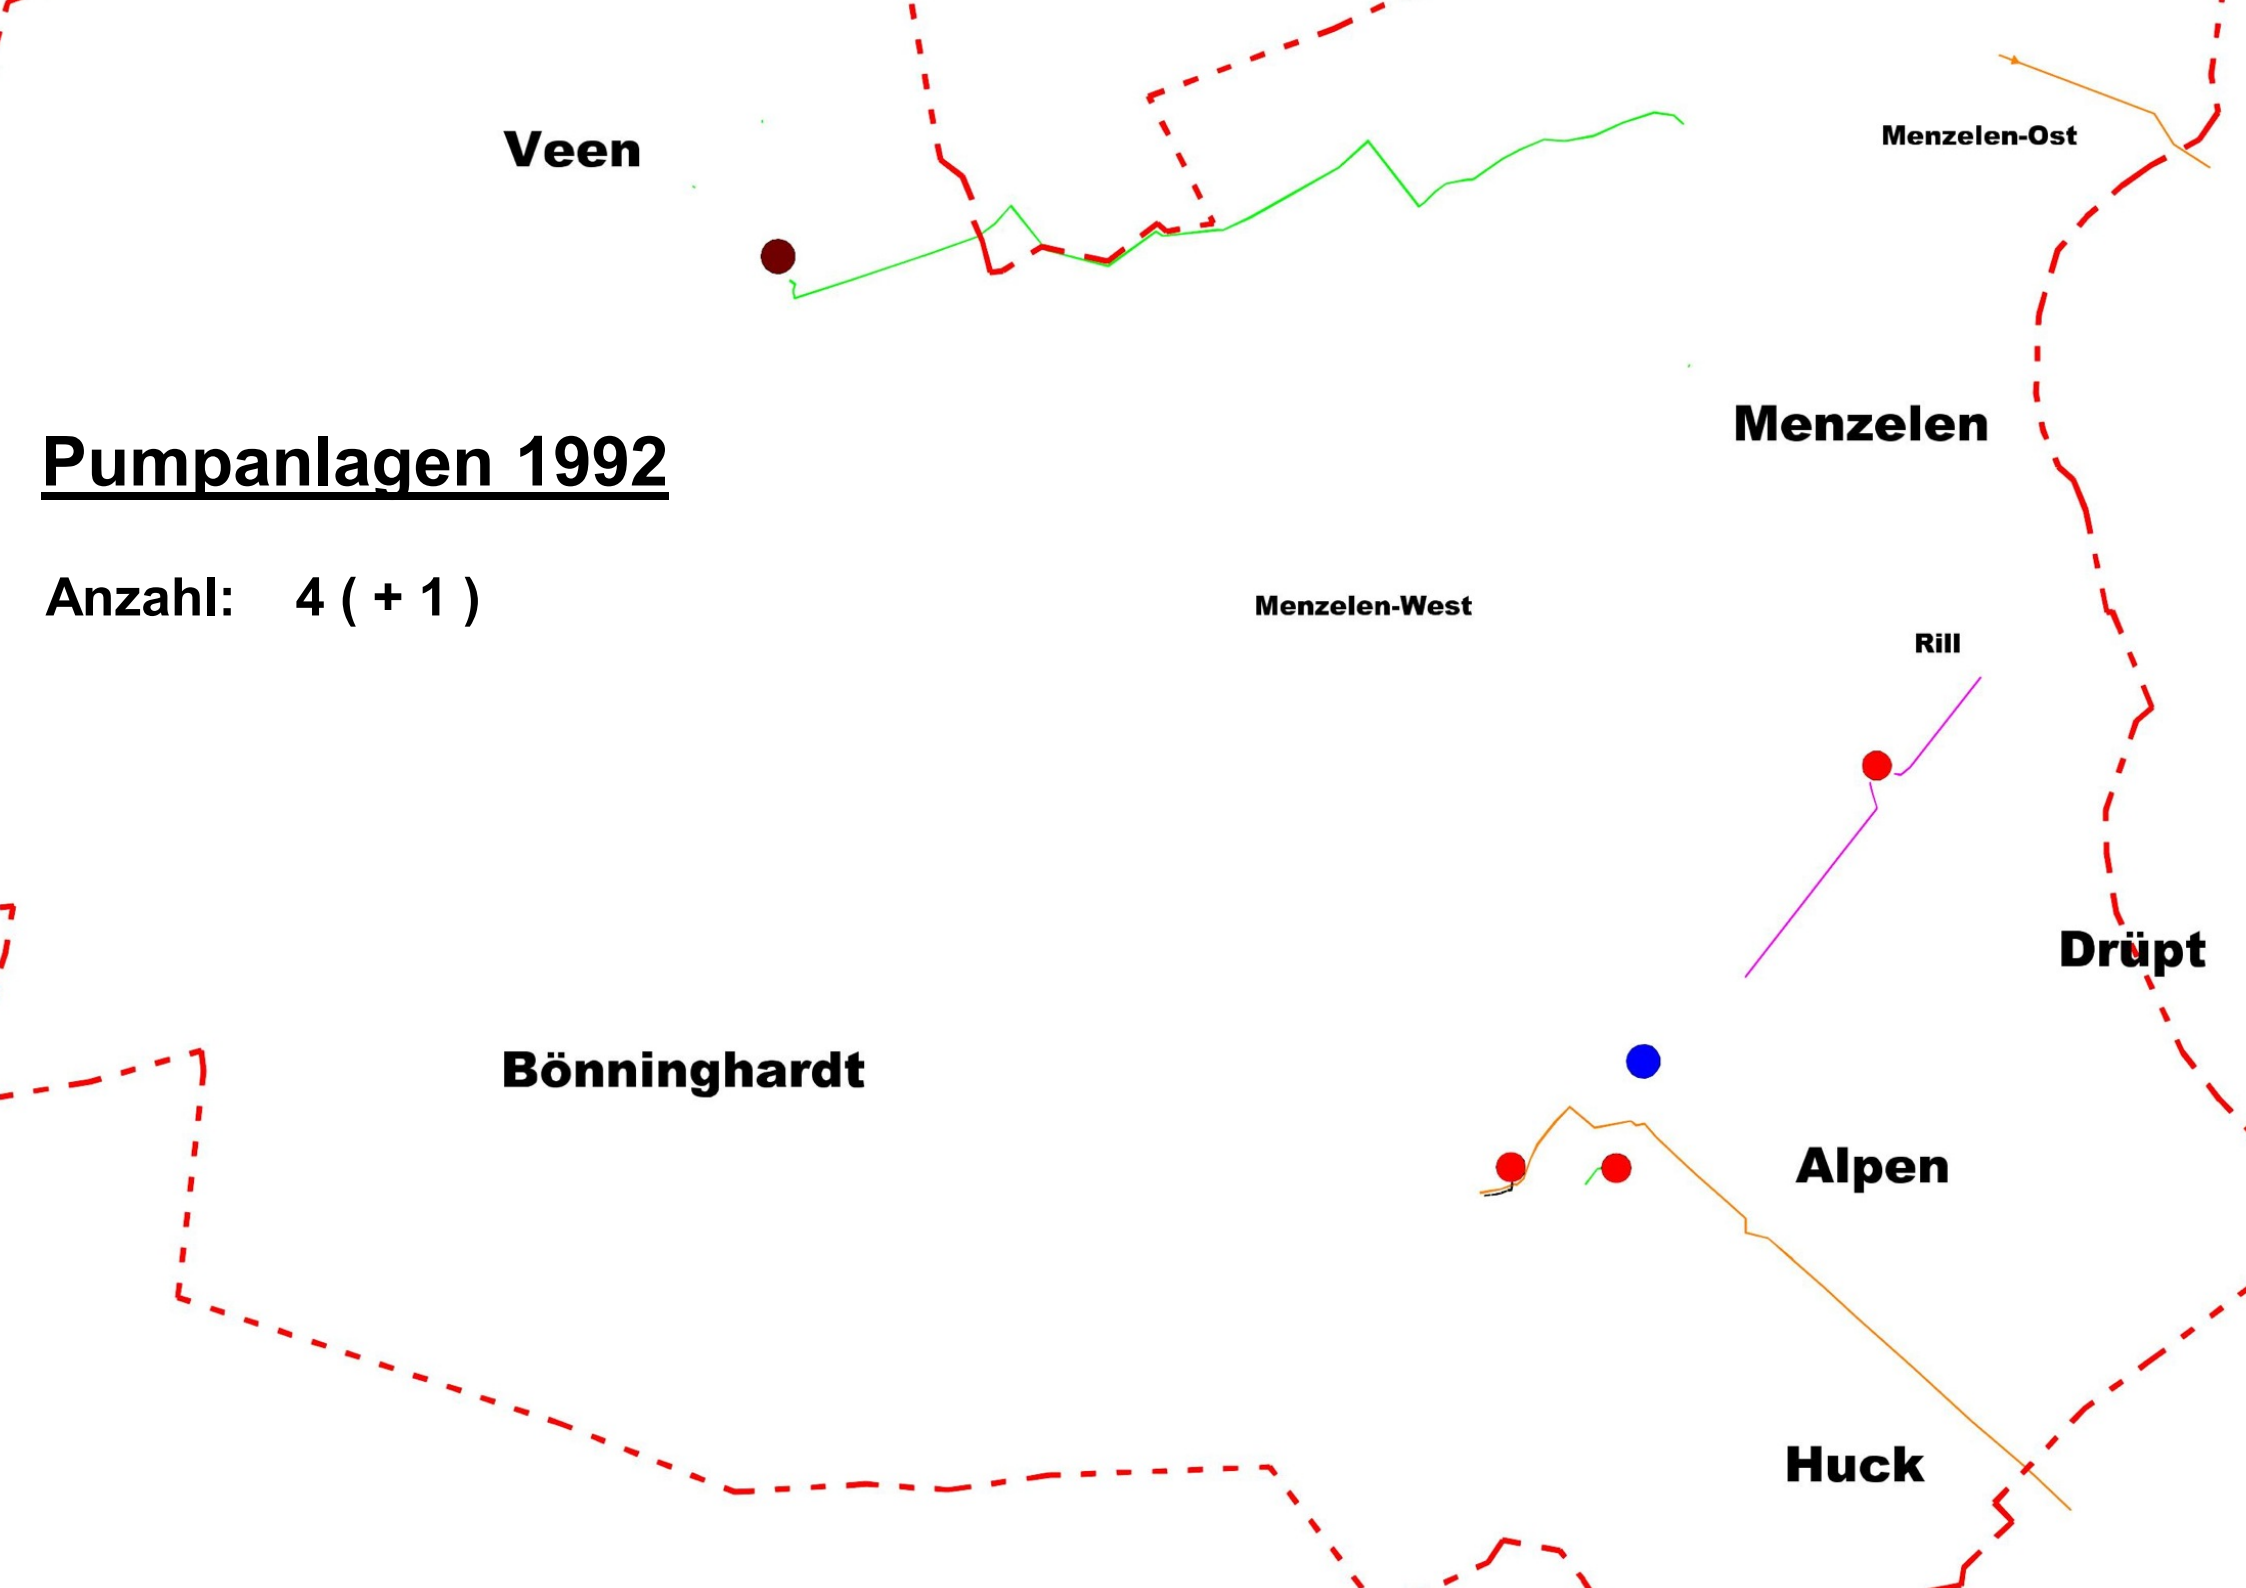 Menzelen-Ost
Veen
Menzelen
Pumpanlagen 1992
Anzahl: 4 ( + 1 )
Menzelen-West
Rill
Drüpt
Bönninghardt
Alpen
Huck